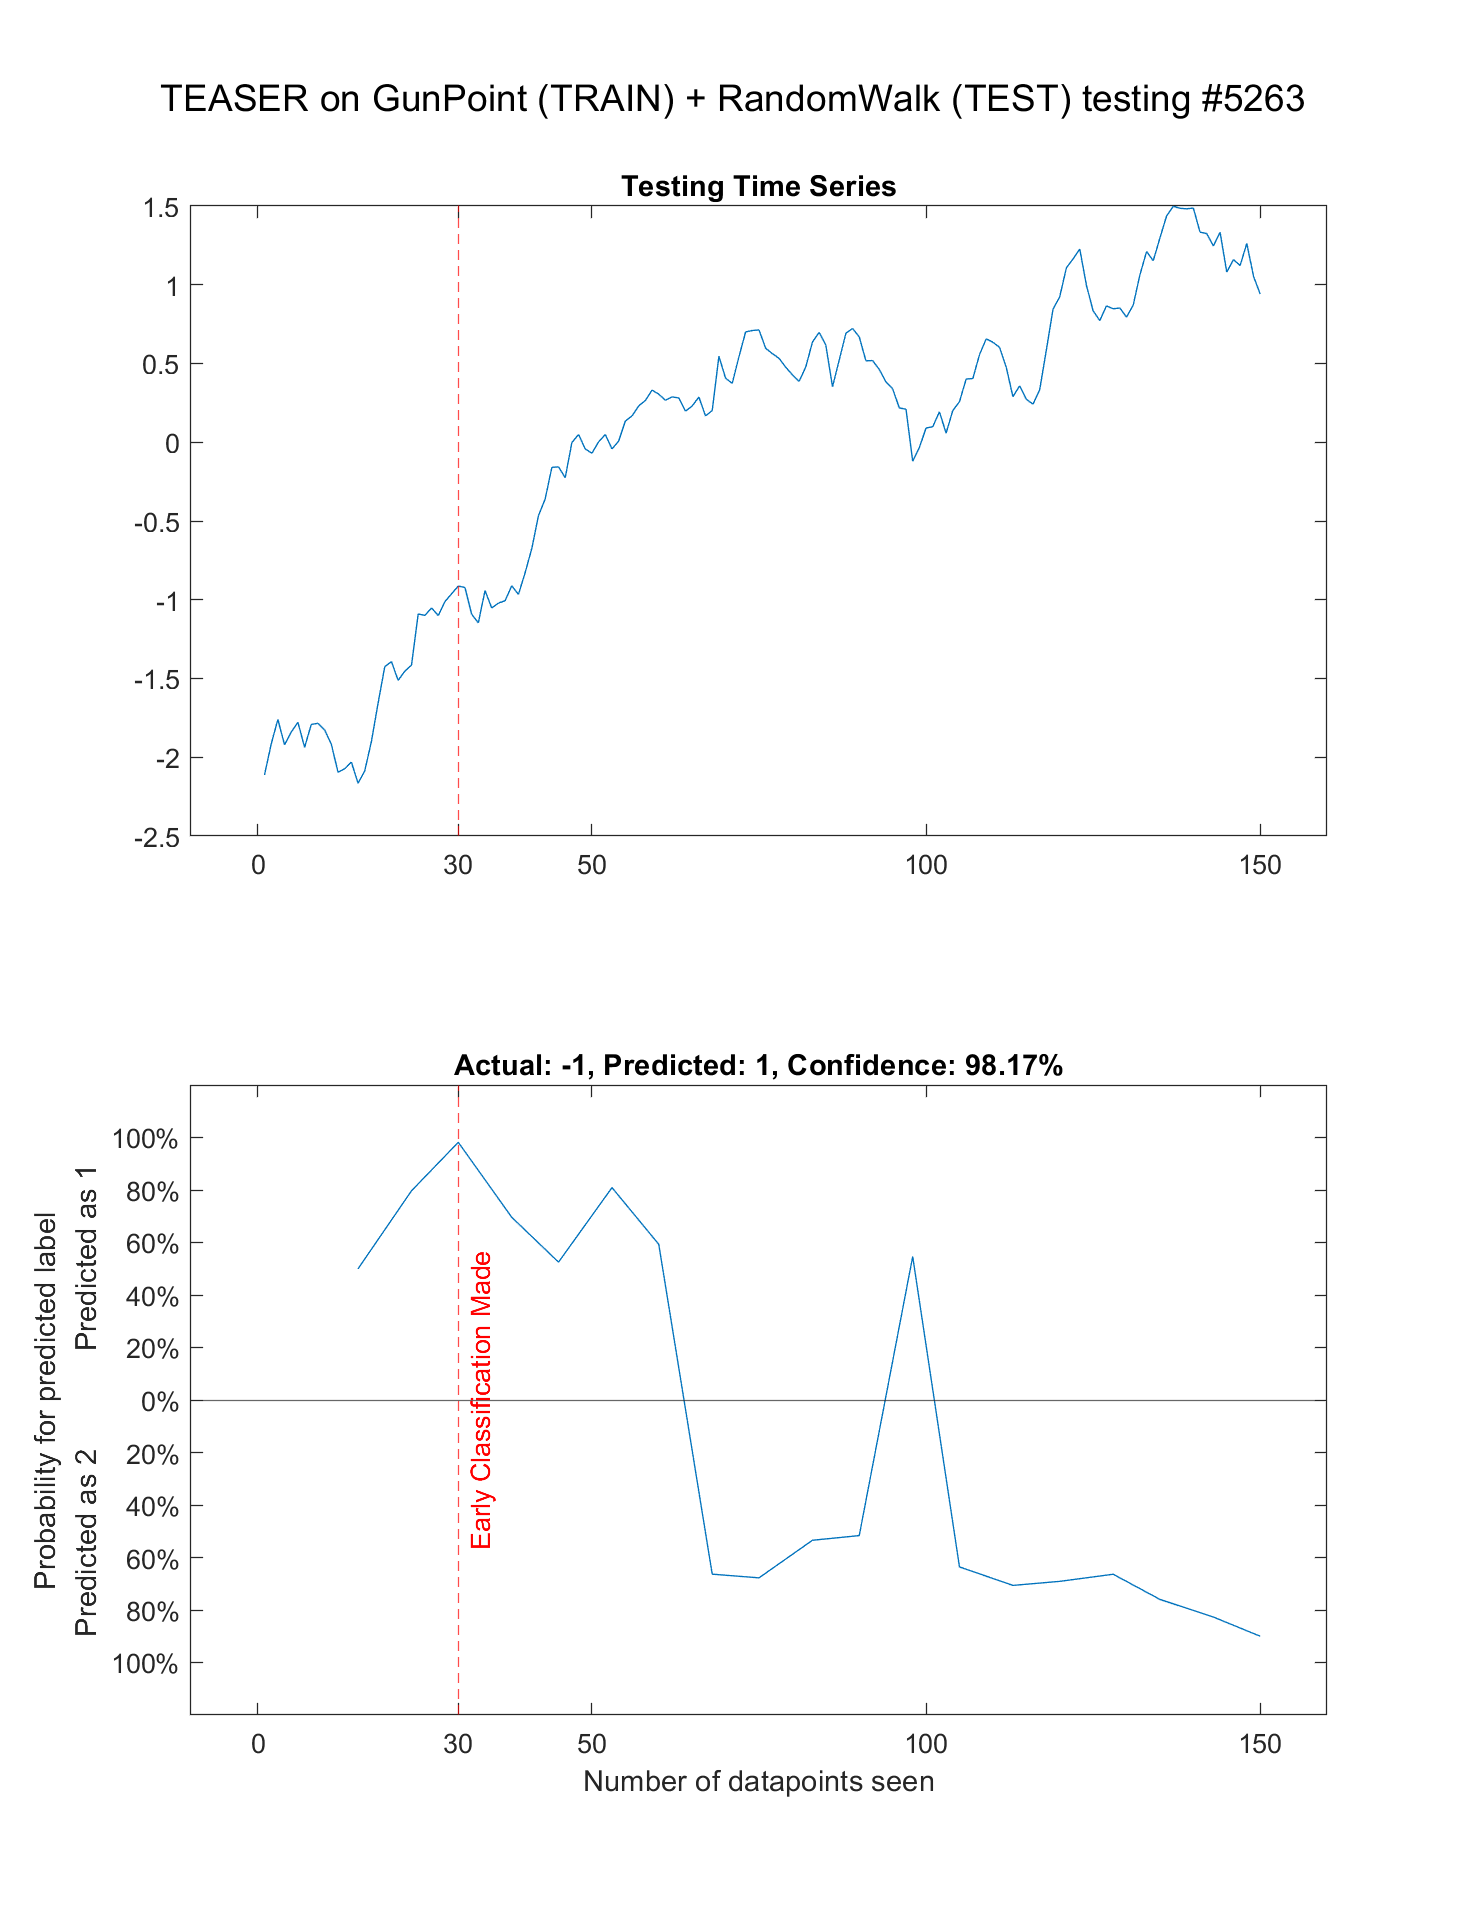 TEASER on GunPoint (TRAIN) + RandomWalk (TEST) testing #5263
Testing Time Series
1.5
1
0.5
0
-0.5
-1
-1.5
-2
-2.5
0 30 50 100 150
Actual: -1, Predicted: 1, Confidence: 98.17%
Probability for predicted label
Predicted as 2 Predicted as 1
100%
80%
60%
40%
20%
0%
20%
40%
60%
80%
100%
Early Classification Made
0 30 50 100 150
Number of datapoints seen